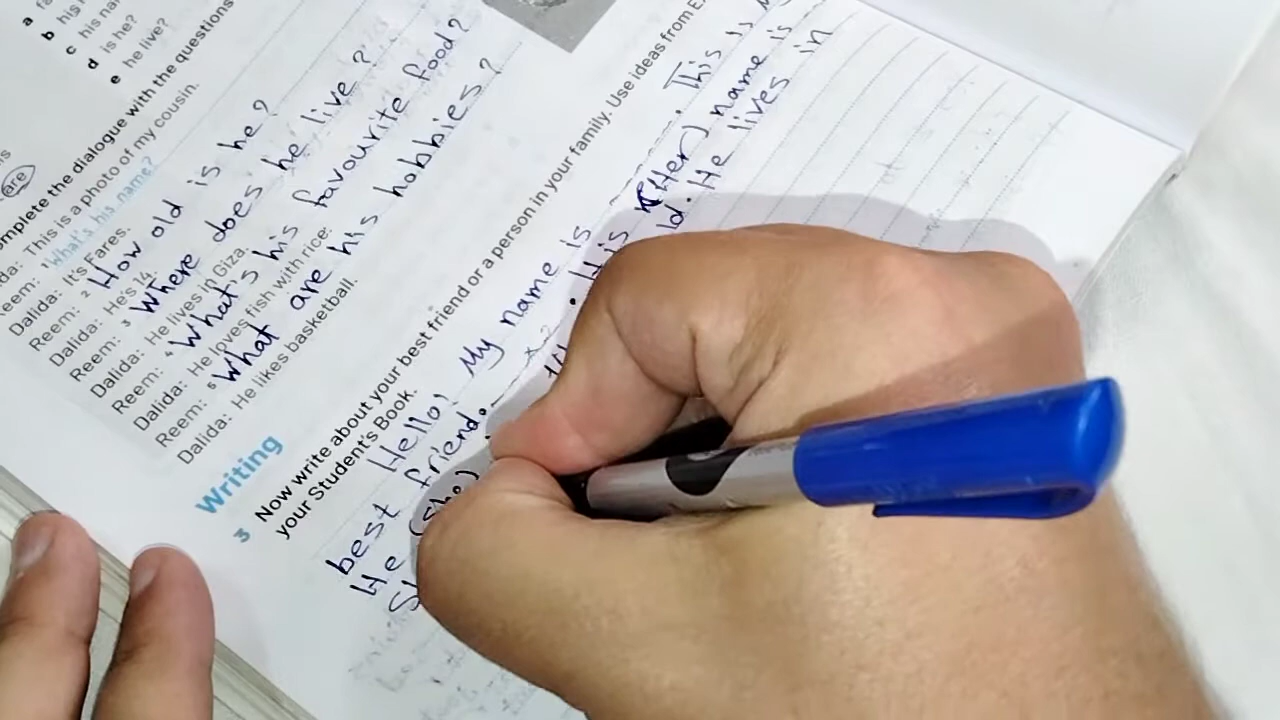 a
b
c his na
d is he?
e he live?
are
omplete the dialogue with the questions
da: This is a photo of my cousin.
eem: 1 What's his name?
Dalida: It's Fares.
Reem: 2 How old is he?
Dalida: He's 14.
Reem: 3 Where does he live?
Dalida: He lives in Giza.
Reem: 4 What's his favourite food?
Dalida: He loves fish with rice.
Reem: 5 What are his hobbies?
Dalida: He likes basketball.
Writing
3 Now write about your best friend or a person in your family. Use ideas from E
your Student's Book.
Hello, My name is . This is
best friend. His (Her) name is
He (She) ld. He lives in